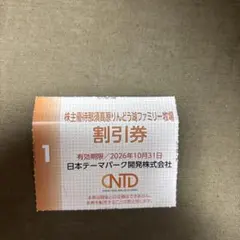 株主優待那須高原りんどう湖ファミリー牧場
割引券
1
有効期限／2026年10月31日
日本テーマパーク開発株式会社
NTD